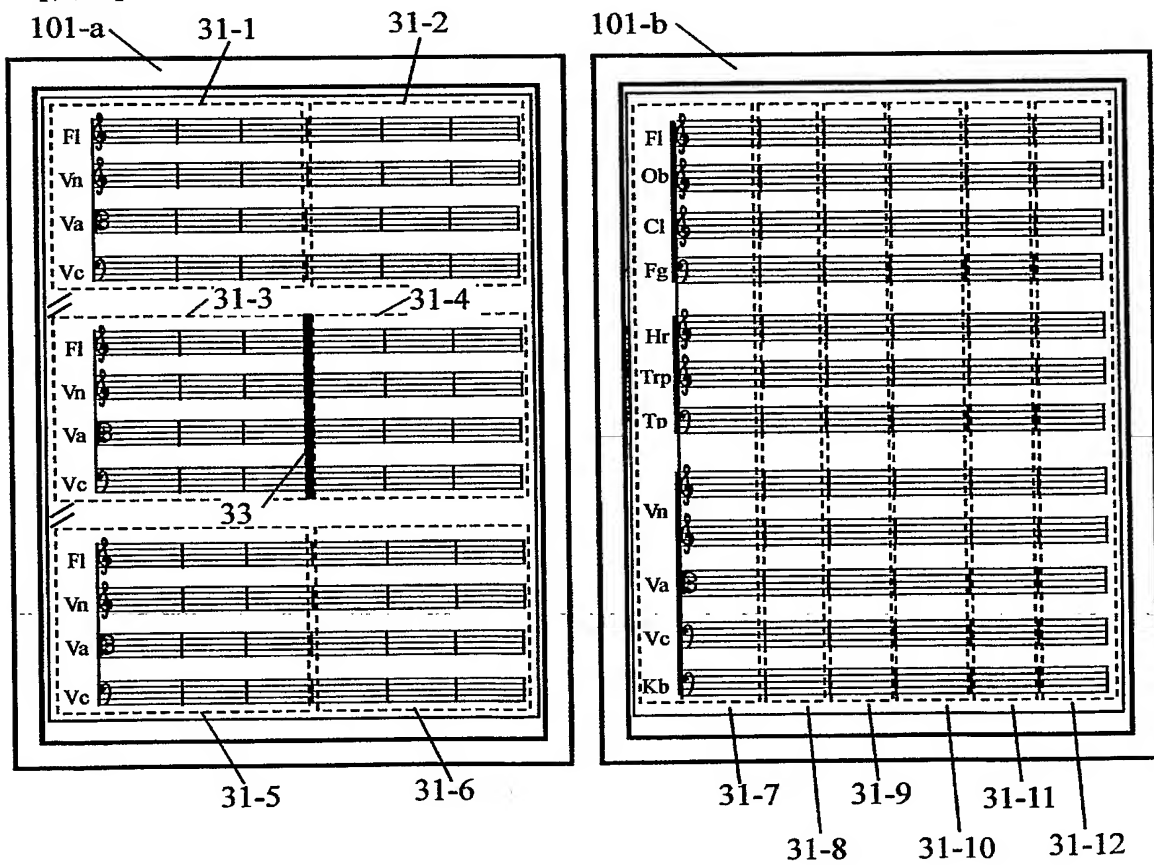 101-a 31-1 31-2
Fl
Vn
Va
Vc
31-3 31-4
Fl
Vn
Va
Vc
33
Fl
Vn
Va
Vc
31-5 31-6
101-b
Fl
Ob
Cl
Fg
Hr
Trp
Tp
Vn
Va
Vc
Kb
31-7 31-9 31-11
31-8 31-10 31-12